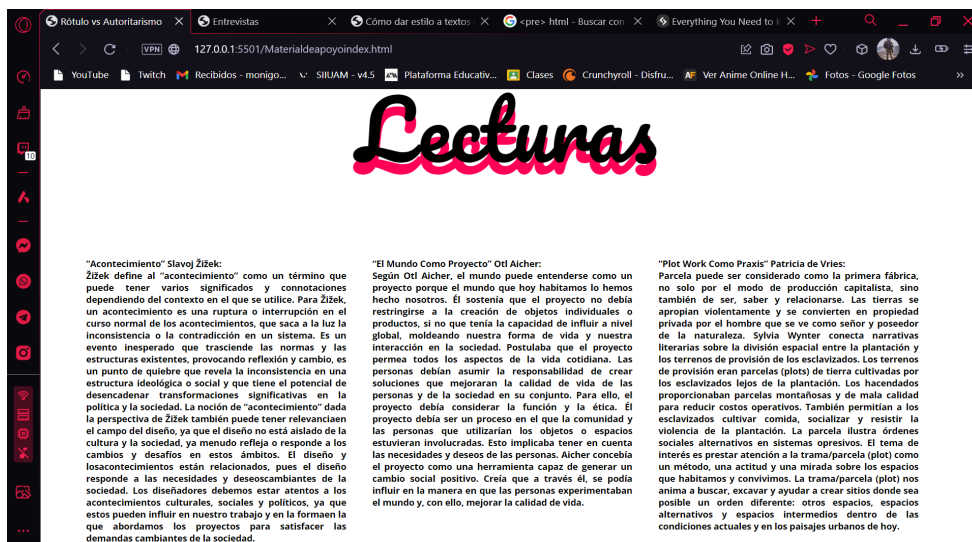 Rótulo vs Autoritarismo
Entrevistas
Cómo dar estilo a textos
<pre> html - Buscar con
Everything You Need to K
VPN
127.0.0.1:5501/Materialdeapoyoindex.html
YouTube
Twitch
Recibidos - monigo...
SIIUAM - v4.5
Plataforma Educativ...
Clases
Crunchyroll - Disfru...
AF
Ver Anime Online H...
Fotos - Google Fotos
»
10
Lecturas
“Acontecimiento” Slavoj Žižek:
Žižek define al “acontecimiento” como un término que
puede tener varios significados y connotaciones
dependiendo del contexto en el que se utilice. Para Žižek,
un acontecimiento es una ruptura o interrupción en el
curso normal de los acontecimientos, que saca a la luz la
inconsistencia o la contradicción en un sistema. Es un
evento inesperado que trasciende las normas y las
estructuras existentes, provocando reflexión y cambio, es
un punto de quiebre que revela la inconsistencia en una
estructura ideológica o social y que tiene el potencial de
desencadenar transformaciones significativas en la
política y la sociedad. La noción de “acontecimiento” dada
la perspectiva de Žižek también puede tener relevanciaen
el campo del diseño, ya que el diseño no está aislado de la
cultura y la sociedad, ya menudo refleja o responde a los
cambios y desafíos en estos ámbitos. El diseño y
losacontecimientos están relacionados, pues el diseño
responde a las necesidades y deseoscambiantes de la
sociedad. Los diseñadores debemos estar atentos a los
acontecimientos culturales, sociales y políticos, ya que
estos pueden influir en nuestro trabajo y en la formaen la
que abordamos los proyectos para satisfacer las
demandas cambiantes de la sociedad.
“El Mundo Como Proyecto” Otl Aicher:
Según Otl Aicher, el mundo puede entenderse como un
proyecto porque el mundo que hoy habitamos lo hemos
hecho nosotros. Él sostenía que el proyecto no debía
restringirse a la creación de objetos individuales o
productos, si no que tenía la capacidad de influir a nivel
global, moldeando nuestra forma de vida y nuestra
interacción en la sociedad. Postulaba que el proyecto
permea todos los aspectos de la vida cotidiana. Las
personas debían asumir la responsabilidad de crear
soluciones que mejoraran la calidad de vida de las
personas y de la sociedad en su conjunto. Para ello, el
proyecto debía considerar la función y la ética. Él
proyecto debía ser un proceso en el que la comunidad y
las personas que utilizarían los objetos o espacios
estuvieran involucradas. Esto implicaba tener en cuenta
las necesidades y deseos de las personas. Aicher concebía
el proyecto como una herramienta capaz de generar un
cambio social positivo. Creía que a través él, se podía
influir en la manera en que las personas experimentaban
el mundo y, con ello, mejorar la calidad de vida.
“Plot Work Como Praxis” Patricia de Vries:
Parcela puede ser considerado como la primera fábrica,
no solo por el modo de producción capitalista, sino
también de ser, saber y relacionarse. Las tierras se
apropian violentamente y se convierten en propiedad
privada por el hombre que se ve como señor y poseedor
de la naturaleza. Sylvia Wynter conecta narrativas
literarias sobre la división espacial entre la plantación y
los terrenos de provisión de los esclavizados. Los terrenos
de provisión eran parcelas (plots) de tierra cultivadas por
los esclavizados lejos de la plantación. Los hacendados
proporcionaban parcelas montañosas y de mala calidad
para reducir costos operativos. También permitían a los
esclavizados cultivar comida, socializar y resistir la
violencia de la plantación. La parcela ilustra órdenes
sociales alternativos en sistemas opresivos. El tema de
interés es prestar atención a la trama/parcela (plot) como
un método, una actitud y una mirada sobre los espacios
que habitamos y convivimos. La trama/parcela (plot) nos
anima a buscar, excavar y ayudar a crear sitios donde sea
posible un orden diferente: otros espacios, espacios
alternativos y espacios intermedios dentro de las
condiciones actuales y en los paisajes urbanos de hoy.